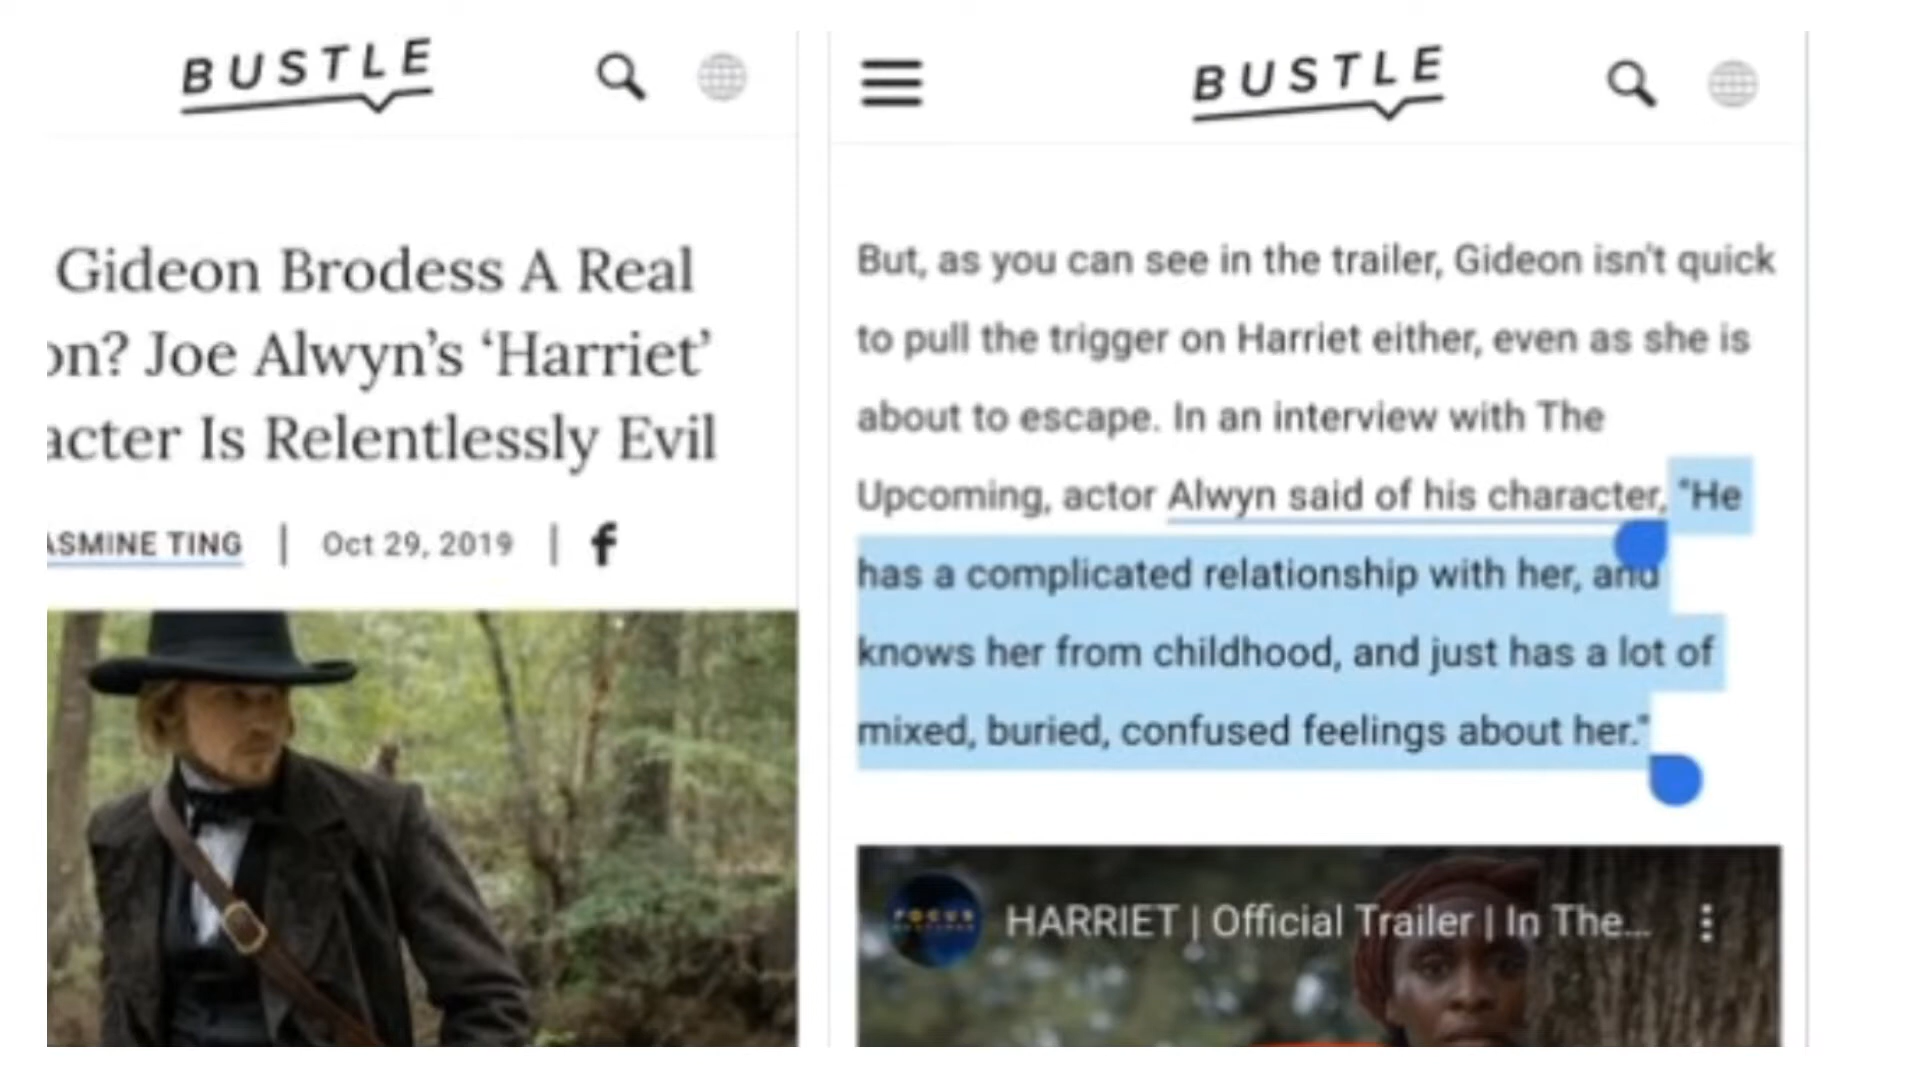 BUSTLE
Gideon Brodess A Real
on? Joe Alwyn's 'Harriet'
acter Is Relentlessly Evil
ASMINE TING | Oct 29, 2019 | f
BUSTLE
But, as you can see in the trailer, Gideon isn't quick
to pull the trigger on Harriet either, even as she is
about to escape. In an interview with The
Upcoming, actor Alwyn said of his character, "He
has a complicated relationship with her, and
knows her from childhood, and just has a lot of
mixed, buried, confused feelings about her."
FOCUS
HARRIET | Official Trailer | In The...